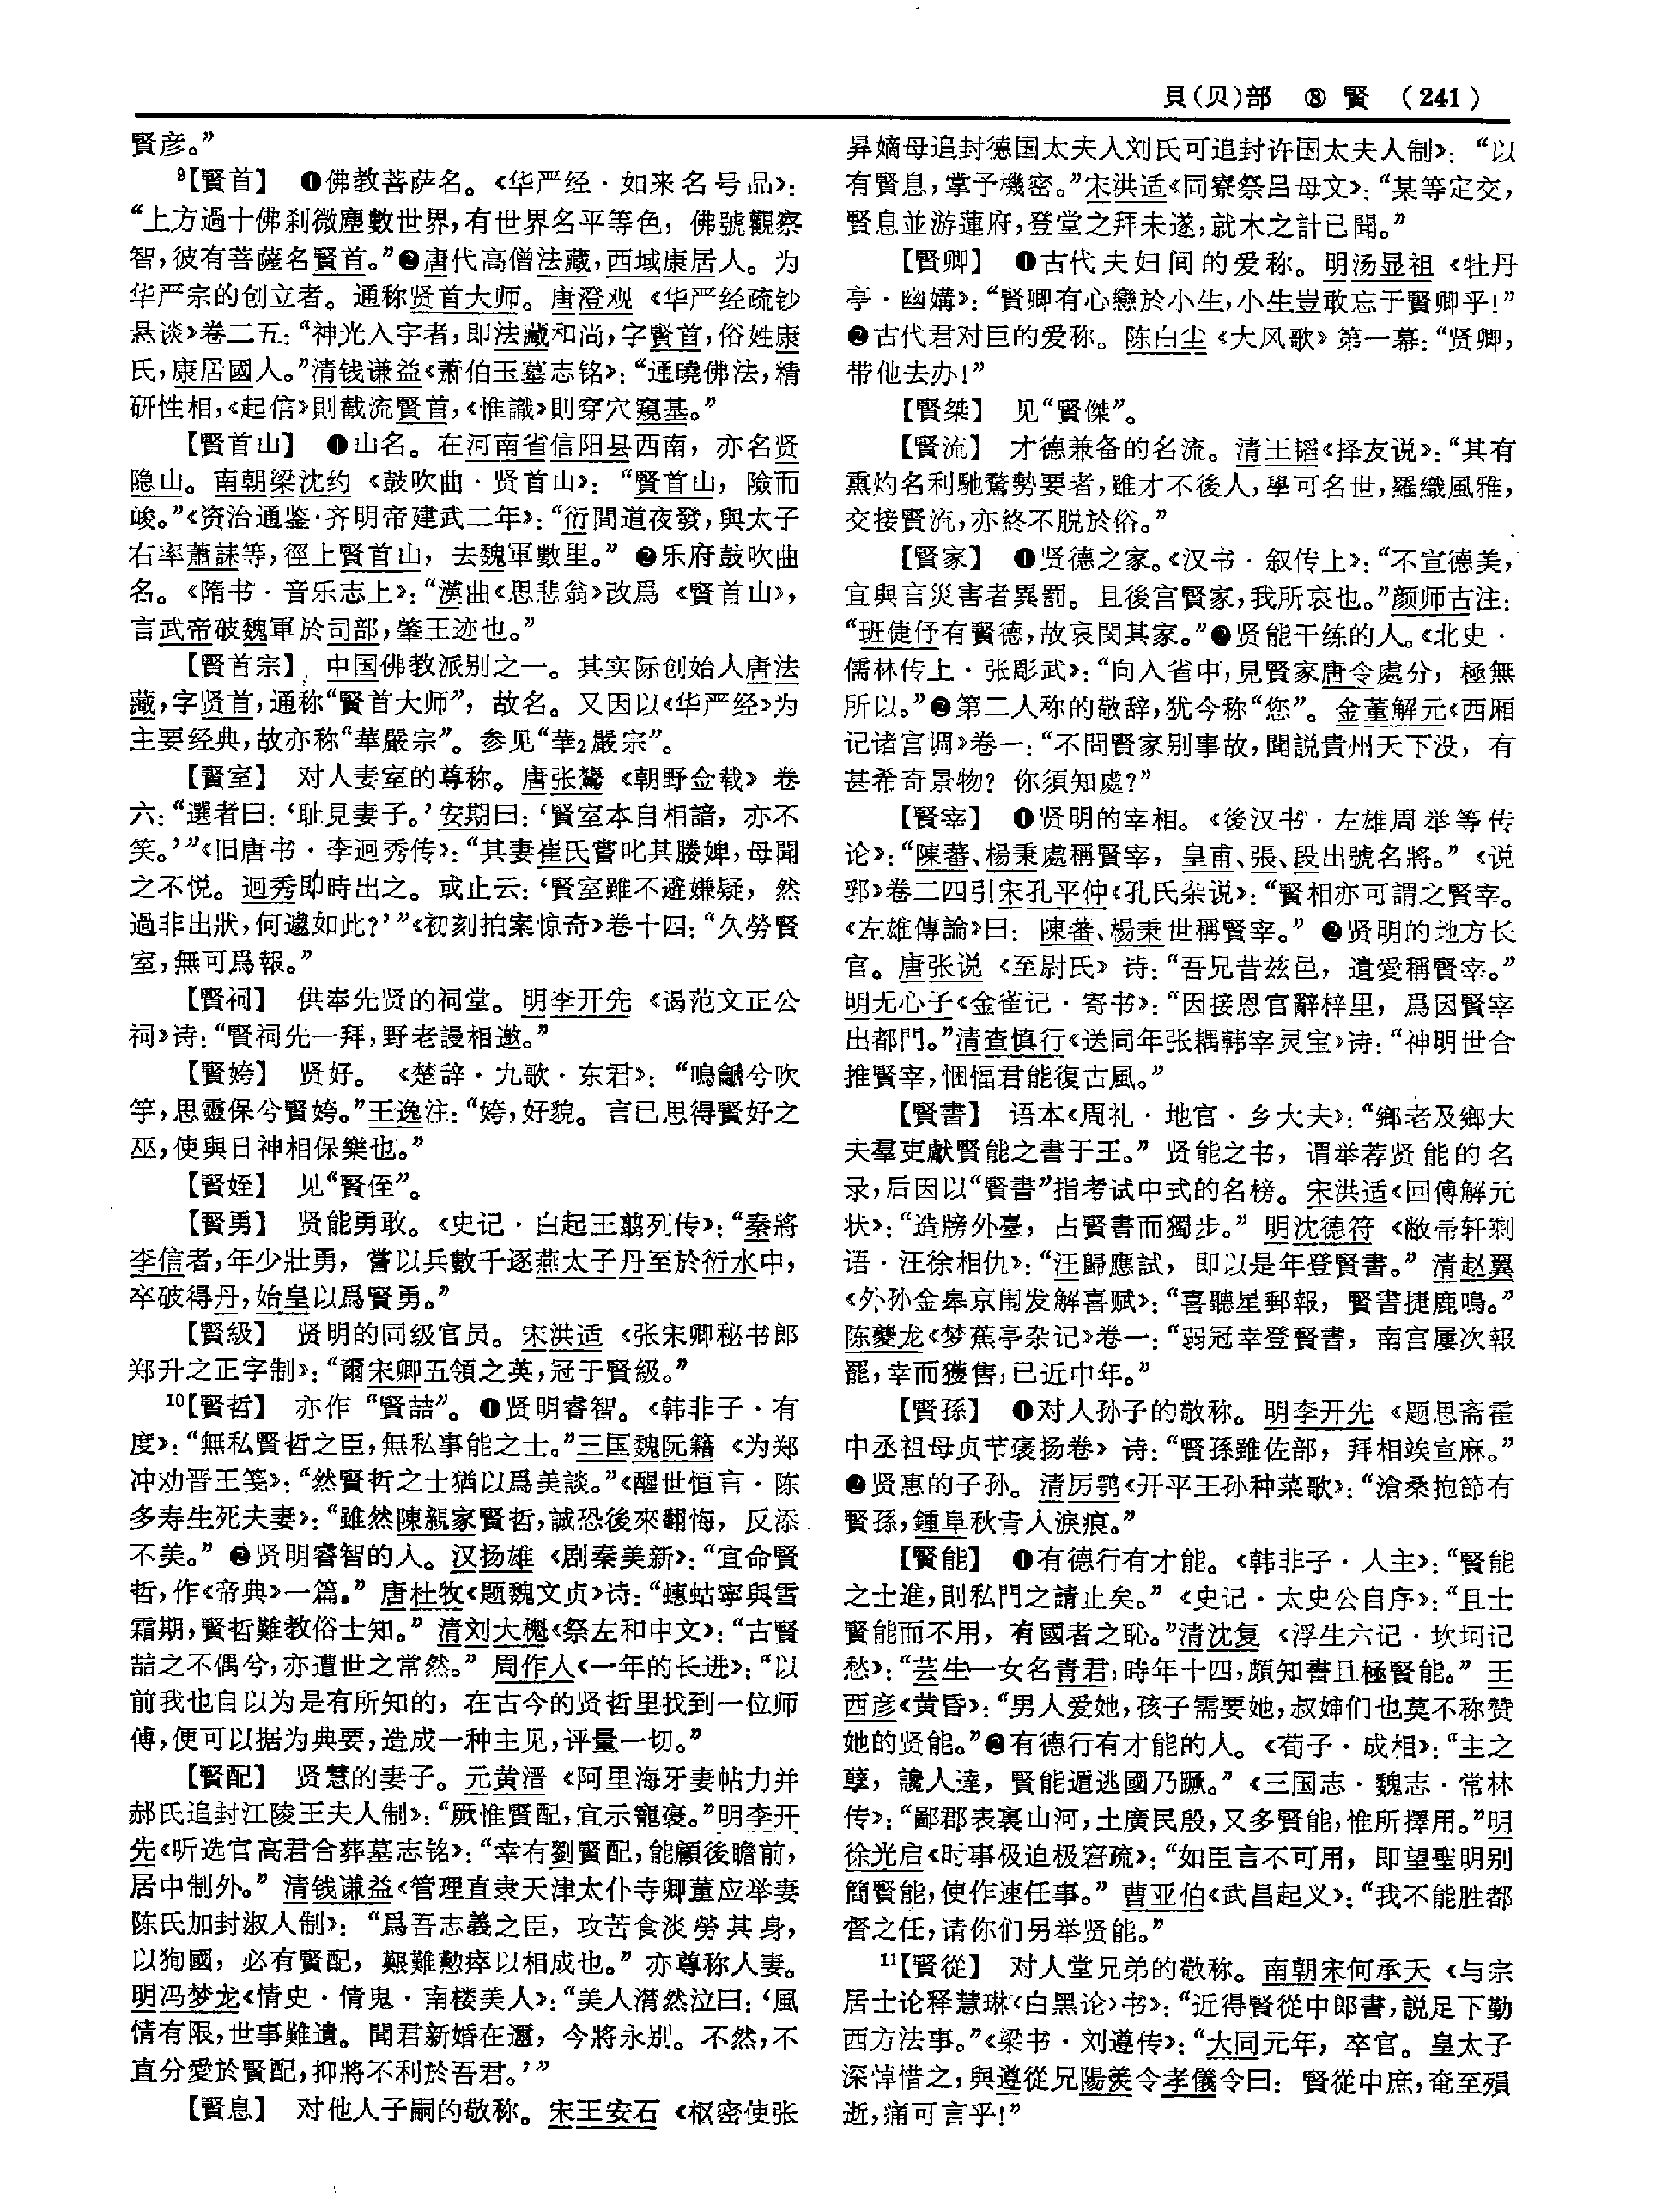 貝(贝)部 ⑧ 賢 (241)
賢彦。”
⁹【賢首】 ❶佛教菩萨名。《华严经·如来名号品》：
“上方過十佛刹微塵數世界，有世界名平等色；佛號觀察
智，彼有菩薩名賢首。”❷唐代高僧法藏，西域康居人。为
华严宗的创立者。通称贤首大师。唐澄观《华严经疏钞
悬谈》卷二五：“神光入宇者，即法藏和尚，字賢首，俗姓康
氏，康居國人。”清钱谦益《萧伯玉墓志铭》：“通曉佛法，精
研性相，《起信》則截流賢首，《惟識》則穿穴窺基。”
【賢首山】 ❶山名。在河南省信阳县西南，亦名贤
隐山。南朝梁沈约《鼓吹曲·贤首山》：“賢首山，險而
峻。”《资治通鉴·齐明帝建武二年》：“衍間道夜發，與太子
右率蕭誄等，徑上賢首山，去魏軍數里。”❷乐府鼓吹曲
名。《隋书·音乐志上》：“漢曲《思悲翁》改爲《賢首山》，
言武帝破魏軍於司部，肇王迹也。”
【賢首宗】 中国佛教派别之一。其实际创始人唐法
藏，字贤首，通称“賢首大师”，故名。又因以《华严经》为
主要经典，故亦称“華嚴宗”。参见“華₂嚴宗”。
【賢室】 对人妻室的尊称。唐张鷟《朝野佥载》卷
六：“選者曰：‘耻見妻子。’安期曰：‘賢室本自相諳，亦不
笑。’”《旧唐书·李迥秀传》：“其妻崔氏嘗叱其媵婢，母聞
之不悦。迥秀即時出之。或止云：‘賢室雖不避嫌疑，然
過非出狀，何遽如此？’”《初刻拍案惊奇》卷十四：“久勞賢
室，無可爲報。”
【賢祠】 供奉先贤的祠堂。明李开先《谒范文正公
祠》诗：“賢祠先一拜，野老謾相邀。”
【賢姱】 贤好。《楚辞·九歌·东君》：“鳴鷈兮吹
竽，思靈保兮賢姱。”王逸注：“姱，好貌。言已思得賢好之
巫，使與日神相保樂也。”
【賢姪】 见“賢侄”。
【賢勇】 贤能勇敢。《史记·白起王翦列传》：“秦將
李信者，年少壯勇，嘗以兵數千逐燕太子丹至於衍水中，
卒破得丹，始皇以爲賢勇。”
【賢級】 贤明的同级官员。宋洪适《张宋卿秘书郎
郑升之正字制》：“爾宋卿五領之英，冠于賢級。”
¹⁰【賢哲】 亦作“賢喆”。❶贤明睿智。《韩非子·有
度》：“無私賢哲之臣，無私事能之士。”三国魏阮籍《为郑
冲劝晋王笺》：“然賢哲之士猶以爲美談。”《醒世恒言·陈
多寿生死夫妻》：“雖然陳親家賢哲，誠恐後來翻悔，反添
不美。”❷贤明睿智的人。汉扬雄《剧秦美新》：“宜命賢
哲，作《帝典》一篇。”唐杜牧《题魏文贞》诗：“蟪蛄寧與雪
霜期，賢哲難教俗士知。”清刘大櫆《祭左和中文》：“古賢
喆之不偶兮，亦遭世之常然。”周作人《一年的长进》：“以
前我也自以为是有所知的，在古今的贤哲里找到一位师
傅，便可以据为典要，造成一种主见，评量一切。”
【賢配】 贤慧的妻子。元黄溍《阿里海牙妻帖力并
郝氏追封江陵王夫人制》：“厥惟賢配，宜示寵褒。”明李开
先《听选官高君合葬墓志铭》：“幸有劉賢配，能顧後瞻前，
居中制外。”清钱谦益《管理直隶天津太仆寺卿董应举妻
陈氏加封淑人制》：“爲吾志義之臣，攻苦食淡勞其身，
以狥國，必有賢配，艱難懃瘁以相成也。”亦尊称人妻。
明冯梦龙《情史·情鬼·南楼美人》：“美人潸然泣曰：‘風
情有限，世事難遣。聞君新婚在邇，今將永別。不然，不
直分愛於賢配，抑將不利於吾君。’”
【賢息】 对他人子嗣的敬称。宋王安石《枢密使张
昇嫡母追封德国太夫人刘氏可追封许国太夫人制》：“以
有賢息，掌予機密。”宋洪适《同寮祭吕母文》：“某等定交，
賢息並游蓮府，登堂之拜未遂，就木之計已聞。”
【賢卿】 ❶古代夫妇间的爱称。明汤显祖《牡丹
亭·幽媾》：“賢卿有心戀於小生，小生豈敢忘于賢卿乎！”
❷古代君对臣的爱称。陈白尘《大风歌》第一幕：“贤卿，
带他去办！”
【賢桀】 见“賢傑”。
【賢流】 才德兼备的名流。清王韬《择友说》：“其有
熏灼名利馳騖勢要者，雖才不後人，學可名世，羅織風雅，
交接賢流，亦終不脱於俗。”
【賢家】 ❶贤德之家。《汉书·叙传上》：“不宣德美，
宜與言災害者異罰。且後宫賢家，我所哀也。”颜师古注：
“班倢伃有賢德，故哀閔其家。”❷贤能干练的人。《北史·
儒林传上·张彫武》：“向入省中，見賢家唐令處分，極無
所以。”❷第二人称的敬辞，犹今称“您”。金董解元《西厢
记诸宫调》卷一：“不問賢家别事故，聞説貴州天下没，有
甚希奇景物？你須知處？”
【賢宰】 ❶贤明的宰相。《後汉书·左雄周举等传
论》：“陳蕃、楊秉處稱賢宰，皇甫、張、段出號名將。”《说
郛》卷二四引宋孔平仲《孔氏杂说》：“賢相亦可謂之賢宰。
《左雄傳論》曰：陳蕃、楊秉世稱賢宰。”❷贤明的地方长
官。唐张说《至尉氏》诗：“吾兄昔兹邑，遺愛稱賢宰。”
明无心子《金雀记·寄书》：“因接恩官辭梓里，爲因賢宰
出都門。”清查慎行《送同年张耦韩宰灵宝》诗：“神明世合
推賢宰，悃愊君能復古風。”
【賢書】 语本《周礼·地官·乡大夫》：“鄉老及鄉大
夫羣吏獻賢能之書于王。”贤能之书，谓举荐贤能的名
录，后因以“賢書”指考试中式的名榜。宋洪适《回傅解元
状》：“造牓外臺，占賢書而獨步。”明沈德符《敝帚轩剩
语·汪徐相仇》：“汪歸應試，即以是年登賢書。”清赵翼
《外孙金皋京闱发解喜赋》：“喜聽星郵報，賢書捷鹿鳴。”
陈夔龙《梦蕉亭杂记》卷一：“弱冠幸登賢書，南宫屢次報
罷，幸而獲售，已近中年。”
【賢孫】 ❶对人孙子的敬称。明李开先《题思斋霍
中丞祖母贞节褒扬卷》诗：“賢孫雖佐部，拜相竢宣麻。”
❷贤惠的子孙。清厉鹗《开平王孙种菜歌》：“滄桑抱節有
賢孫，鍾阜秋青人淚痕。”
【賢能】 ❶有德行有才能。《韩非子·人主》：“賢能
之士進，則私門之請止矣。”《史记·太史公自序》：“且士
賢能而不用，有國者之恥。”清沈复《浮生六记·坎坷记
愁》：“芸生一女名青君，時年十四，頗知書且極賢能。”王
西彦《黄昏》：“男人爱她，孩子需要她，叔婶们也莫不称赞
她的贤能。”❷有德行有才能的人。《荀子·成相》：“主之
孽，讒人達，賢能遁逃國乃蹶。”《三国志·魏志·常林
传》：“鄙郡表裏山河，土廣民殷，又多賢能，惟所擇用。”明
徐光启《时事极迫极窘疏》：“如臣言不可用，即望聖明别
簡賢能，使作速任事。”曹亚伯《武昌起义》：“我不能胜都
督之任，请你们另举贤能。”
¹¹【賢從】 对人堂兄弟的敬称。南朝宋何承天《与宗
居士论释慧琳〈白黑论〉书》：“近得賢從中郎書，説足下勤
西方法事。”《梁书·刘遵传》：“大同元年，卒官。皇太子
深悼惜之，與遵從兄陽羡令孝儀令曰：賢從中庶，奄至殞
逝，痛可言乎！”